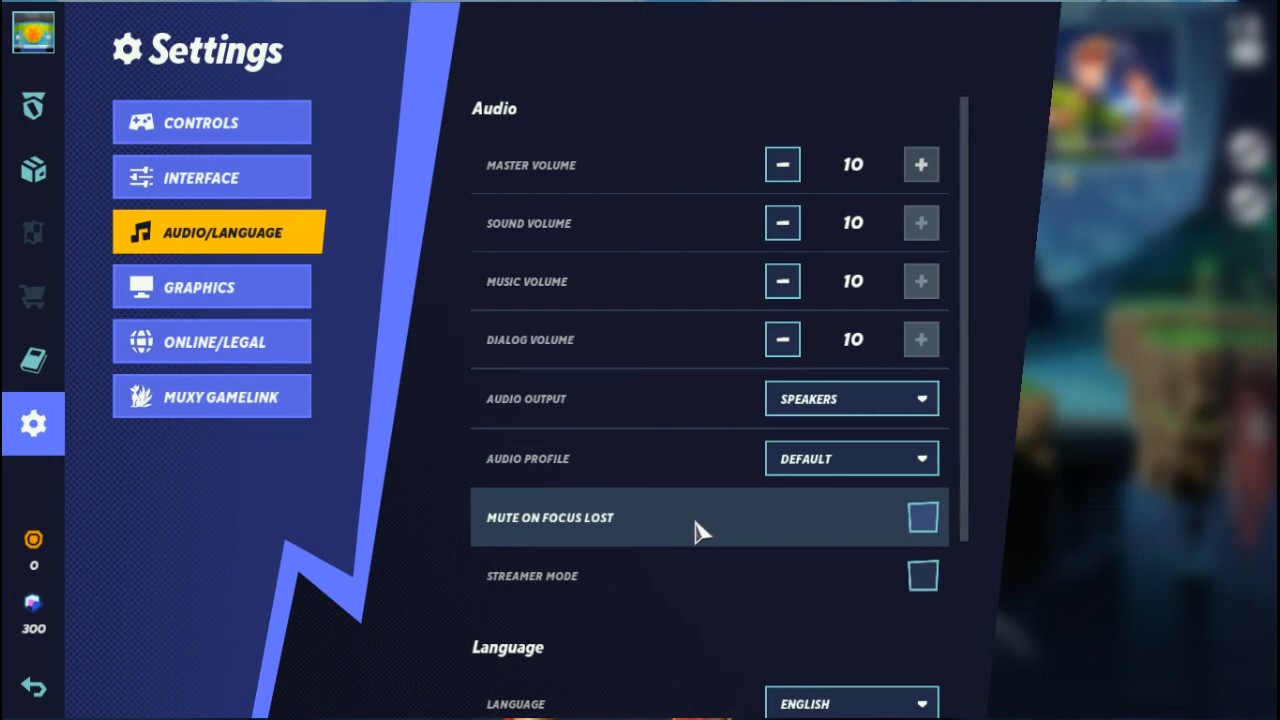 Settings
CONTROLS
INTERFACE
AUDIO/LANGUAGE
GRAPHICS
ONLINE/LEGAL
MUXY GAMELINK
0
300
Audio
MASTER VOLUME - 10 +
SOUND VOLUME - 10 +
MUSIC VOLUME - 10 +
DIALOG VOLUME - 10 +
AUDIO OUTPUT SPEAKERS
AUDIO PROFILE DEFAULT
MUTE ON FOCUS LOST
STREAMER MODE
Language
LANGUAGE ENGLISH